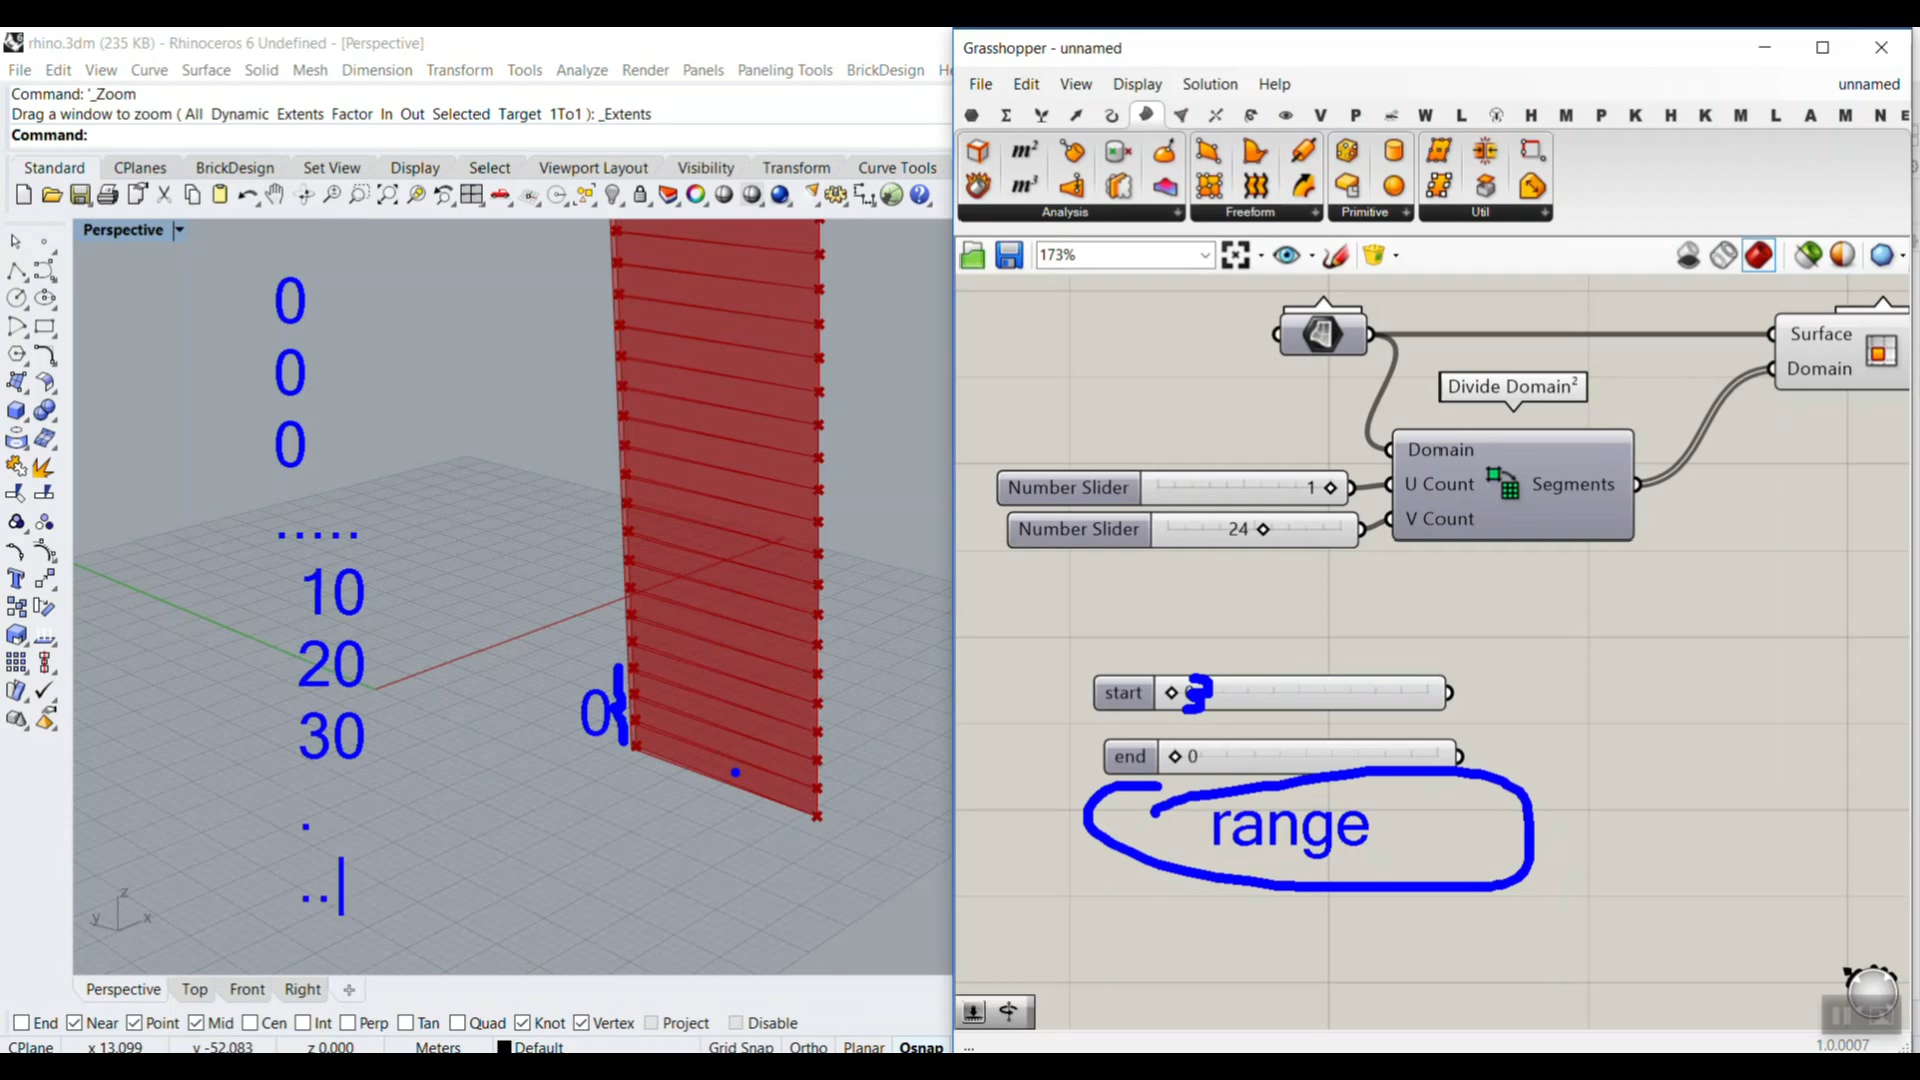 rhino.3dm (235 KB) - Rhinoceros 6 Undefined - [Perspective]
File Edit View Curve Surface Solid Mesh Dimension Transform Tools Analyze Render Panels Paneling Tools BrickDesign He
Command: '_Zoom
Drag a window to zoom ( All Dynamic Extents Factor In Out Selected Target 1To1 ): _Extents
Command:
Standard CPlanes BrickDesign Set View Display Select Viewport Layout Visibility Transform Curve Tools
Perspective
0
0
0
.....
10
20
30
.
..
0
z
y x
Perspective Top Front Right
End Near Point Mid Cen Int Perp Tan Quad Knot Vertex Project Disable
CPlane x 13.099 y -52.083 z 0.000 Meters Default Grid Snap Ortho Planar Osnap
Grasshopper - unnamed
File Edit View Display Solution Help unnamed
V P W L H M P K H K M L A M N E
m²
m³
Analysis Freeform Primitive Util
173%
Surface
Domain
Divide Domain²
Domain
U Count Segments
V Count
Number Slider 1
Number Slider 24
start 3
end 0
range
...
1.0.0007